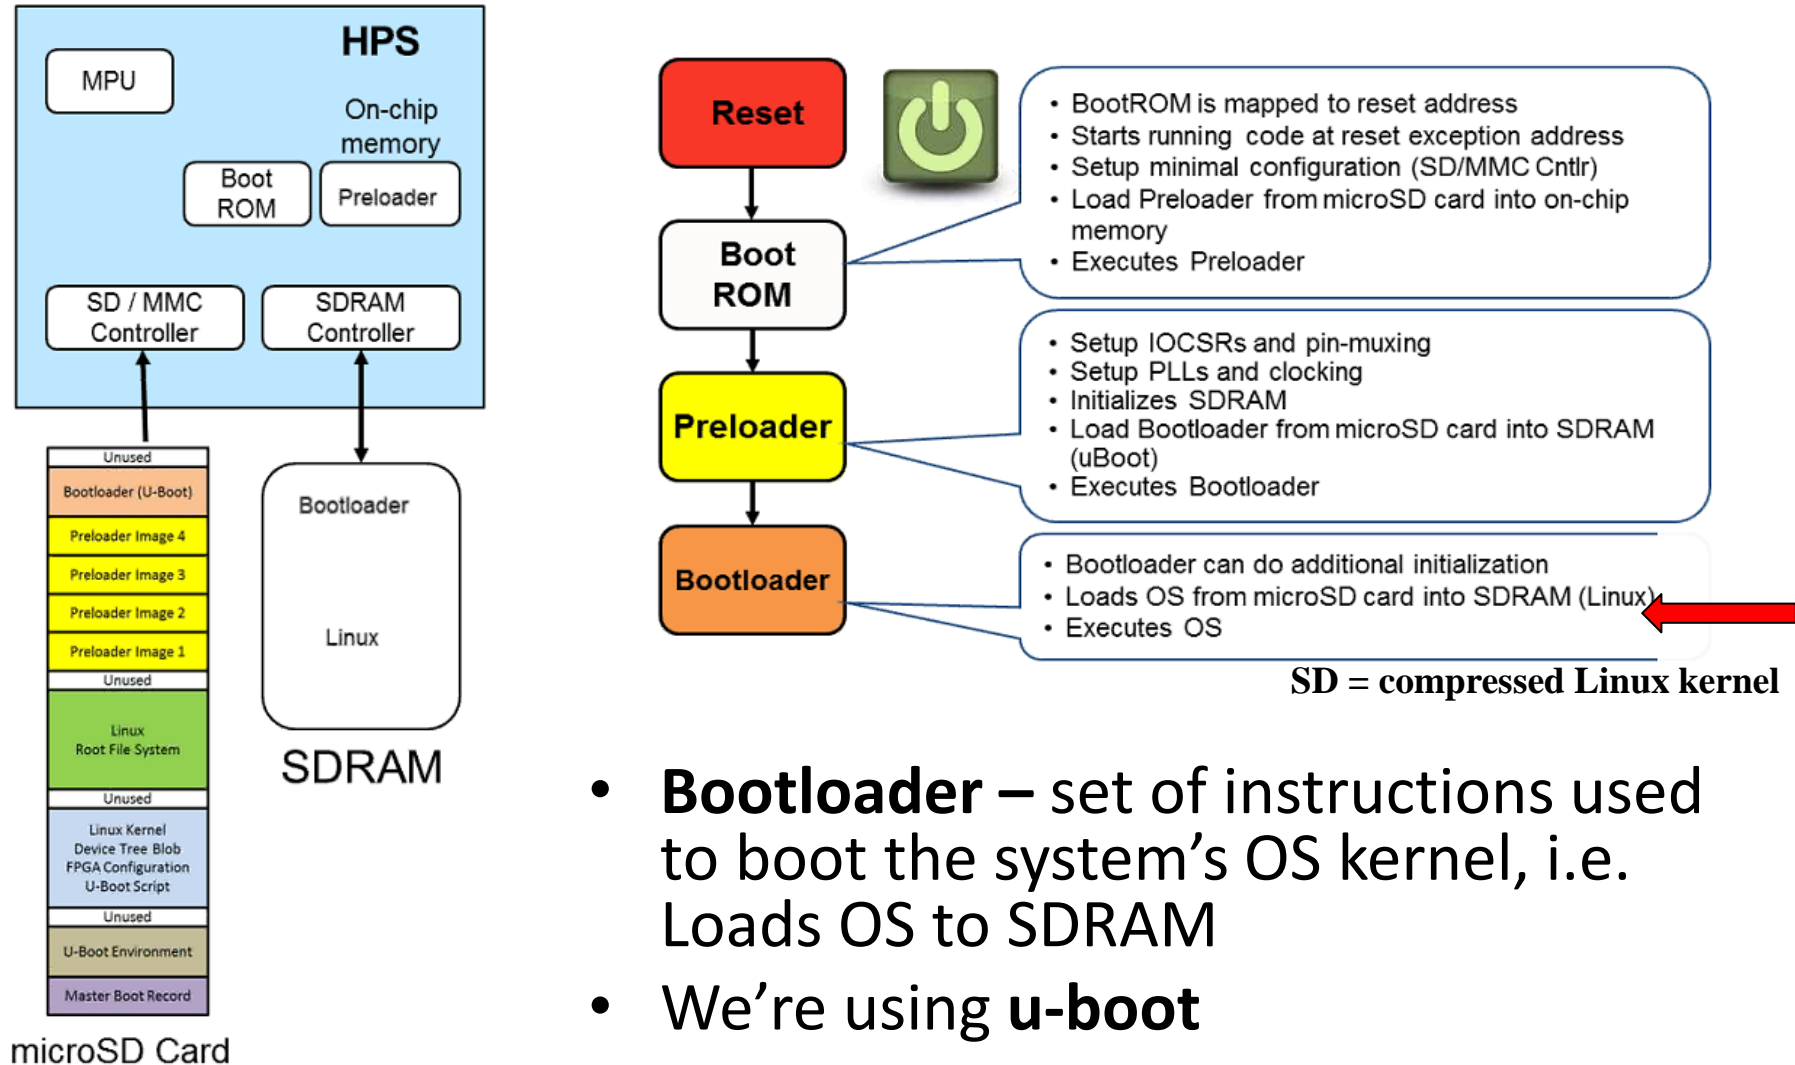 HPS
MPU
On-chip
memory
Boot
ROM
Preloader
SD / MMC
Controller
SDRAM
Controller
Unused
Bootloader (U-Boot)
Preloader Image 4
Preloader Image 3
Preloader Image 2
Preloader Image 1
Unused
Linux
Root File System
Unused
Linux Kernel
Device Tree Blob
FPGA Configuration
U-Boot Script
Unused
U-Boot Environment
Master Boot Record
microSD Card
Bootloader
Linux
SDRAM
Reset
Boot
ROM
Preloader
Bootloader
• BootROM is mapped to reset address
• Starts running code at reset exception address
• Setup minimal configuration (SD/MMC Cntlr)
• Load Preloader from microSD card into on-chip
memory
• Executes Preloader
• Setup IOCSRs and pin-muxing
• Setup PLLs and clocking
• Initializes SDRAM
• Load Bootloader from microSD card into SDRAM
(uBoot)
• Executes Bootloader
• Bootloader can do additional initialization
• Loads OS from microSD card into SDRAM (Linux)
• Executes OS
SD = compressed Linux kernel
• Bootloader – set of instructions used
to boot the system’s OS kernel, i.e.
Loads OS to SDRAM
• We’re using u-boot